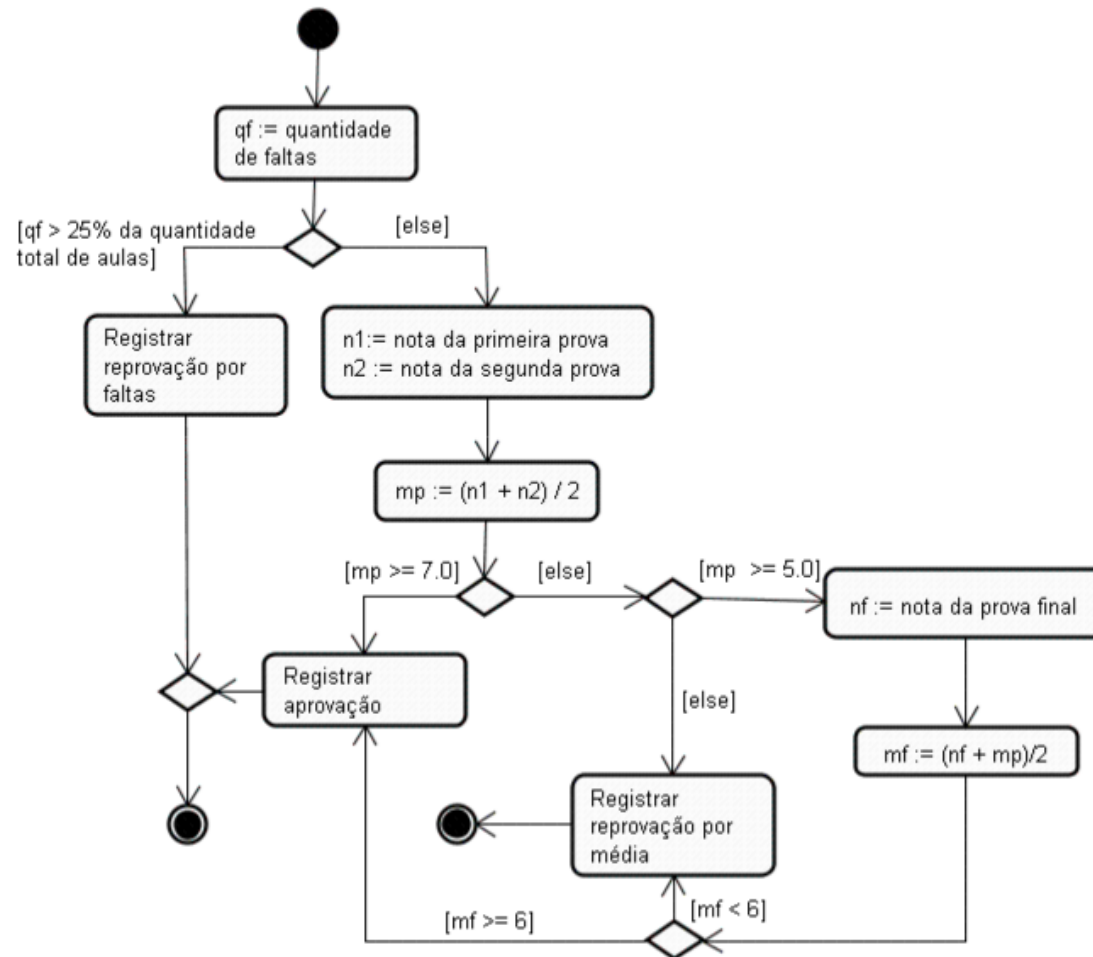 qf := quantidade
de faltas
[qf > 25% da quantidade
total de aulas]
[else]
Registrar
reprovação por
faltas
n1:= nota da primeira prova
n2 := nota da segunda prova
mp := (n1 + n2) / 2
[mp >= 7.0]
[else]
[mp >= 5.0]
nf := nota da prova final
Registrar
aprovação
[else]
mf := (nf + mp)/2
Registrar
reprovação por
média
[mf >= 6]
[mf < 6]